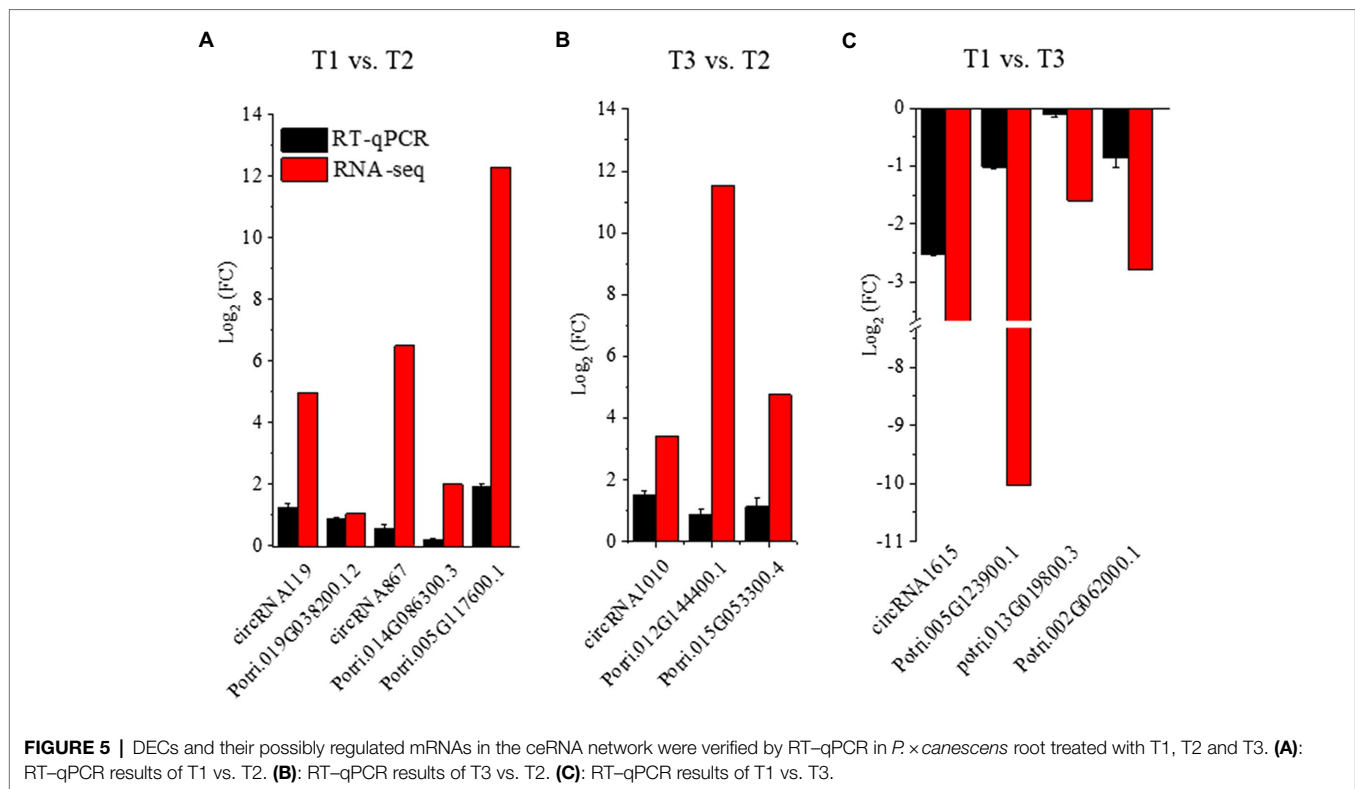 A
T1 vs. T2
14
12
10
8
6
4
2
0
Log2 (FC)
RT-qPCR
RNA-seq
circRNA119
Potri.019G038200.12
circRNA867
Potri.014G086300.3
Potri.005G117600.1
B
T3 vs. T2
14
12
10
8
6
4
2
0
Log2 (FC)
circRNA1010
Potri.012G144400.1
Potri.015G053300.4
C
T1 vs. T3
0
-1
-2
-3
-8
-9
-10
-11
Log2 (FC)
circRNA1615
Potri.005G123900.1
potri.013G019800.3
Potri.002G062000.1
FIGURE 5 | DECs and their possibly regulated mRNAs in the ceRNA network were verified by RT–qPCR in P. × canescens root treated with T1, T2 and T3. (A):
RT–qPCR results of T1 vs. T2. (B): RT–qPCR results of T3 vs. T2. (C): RT–qPCR results of T1 vs. T3.